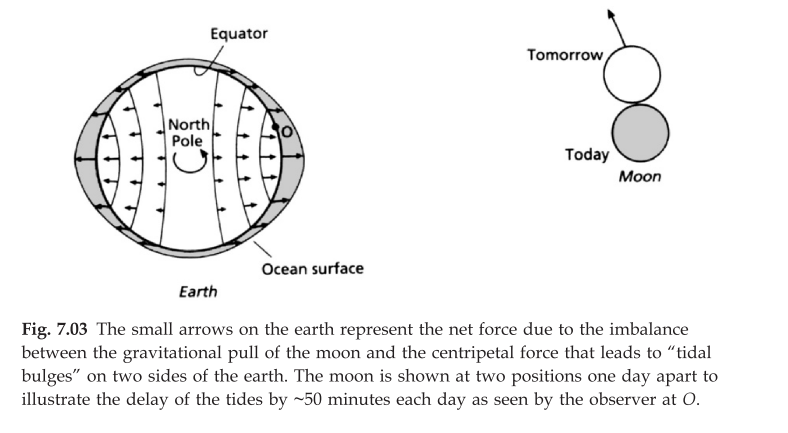 Equator
Tomorrow
North
Pole
O
Today
Moon
Ocean surface
Earth
Fig. 7.03 The small arrows on the earth represent the net force due to the imbalance
between the gravitational pull of the moon and the centripetal force that leads to “tidal
bulges” on two sides of the earth. The moon is shown at two positions one day apart to
illustrate the delay of the tides by ~50 minutes each day as seen by the observer at O.